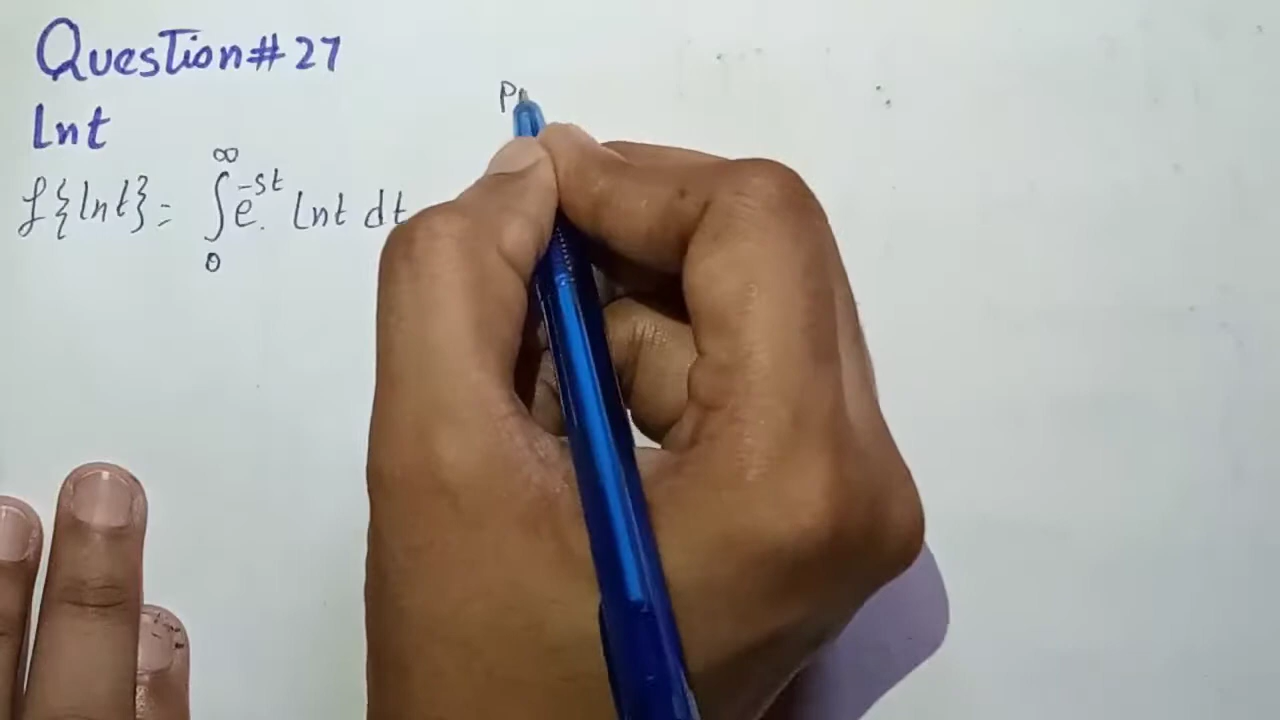 Question#27
lnt
ℒ{lnt} = ∫₀^∞ e^-st. lnt dt
P